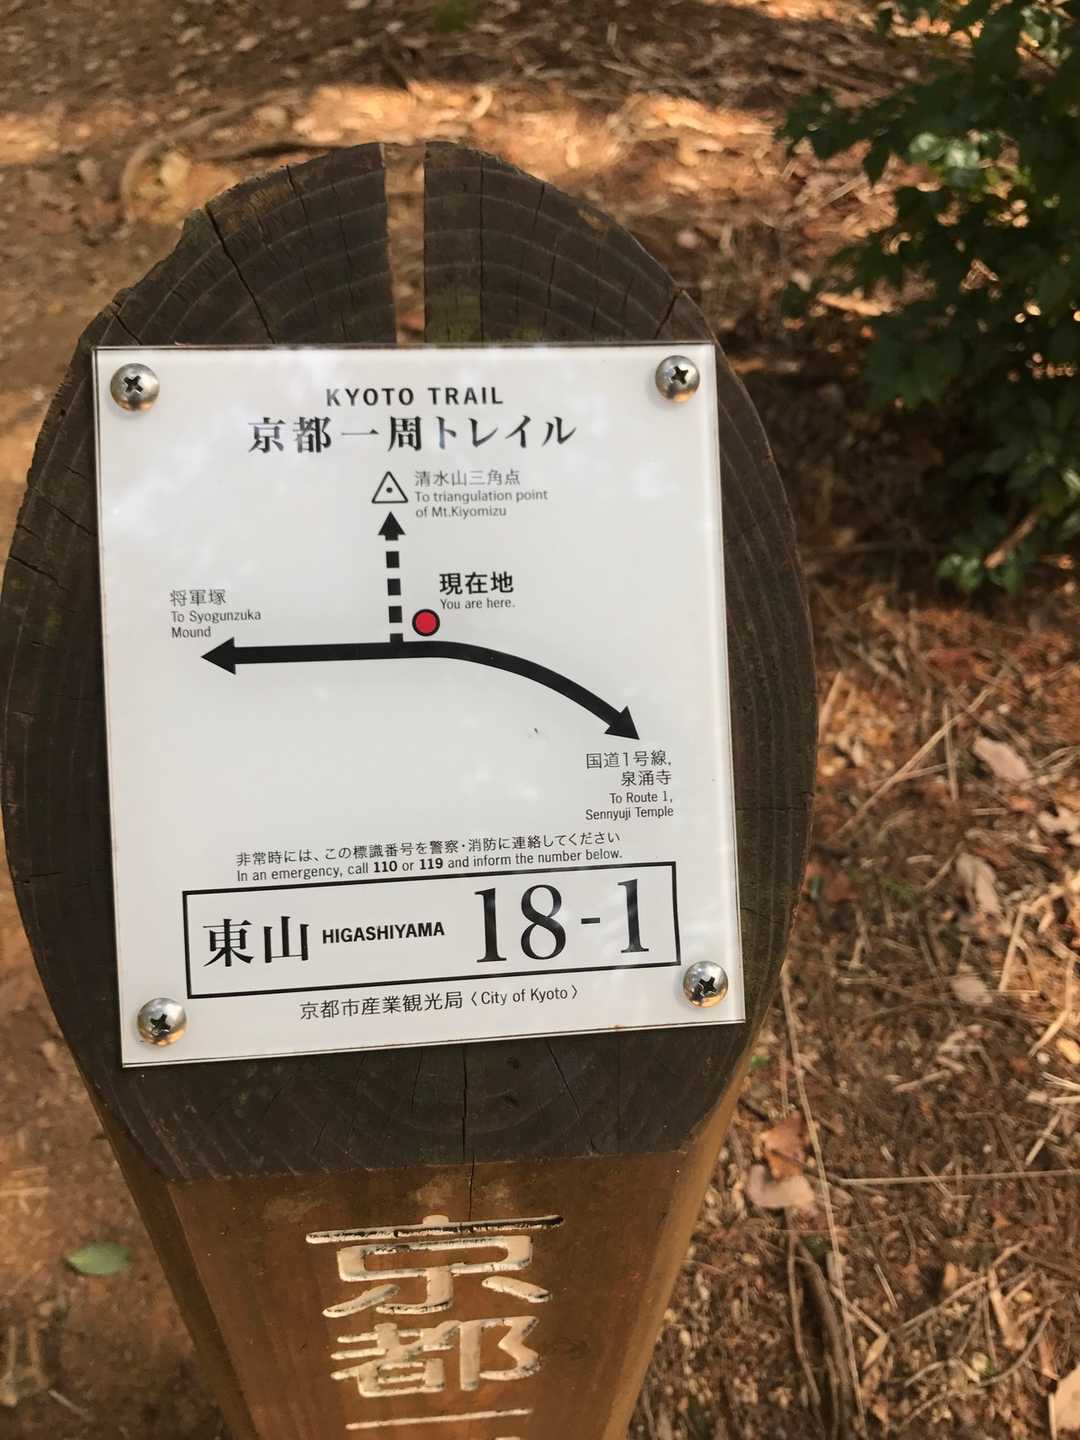 KYOTO TRAIL
京都一周トレイル
清水山三角点
To triangulation point
of Mt.Kiyomizu
現在地
You are here.
将軍塚
To Syogunzuka
Mound
国道1号線,
泉涌寺
To Route 1,
Sennyuji Temple
非常時には、この標識番号を警察・消防に連絡してください
In an emergency, call 110 or 119 and inform the number below.
東山 HIGASHIYAMA 18-1
京都市産業観光局〈City of Kyoto〉
京
都
一